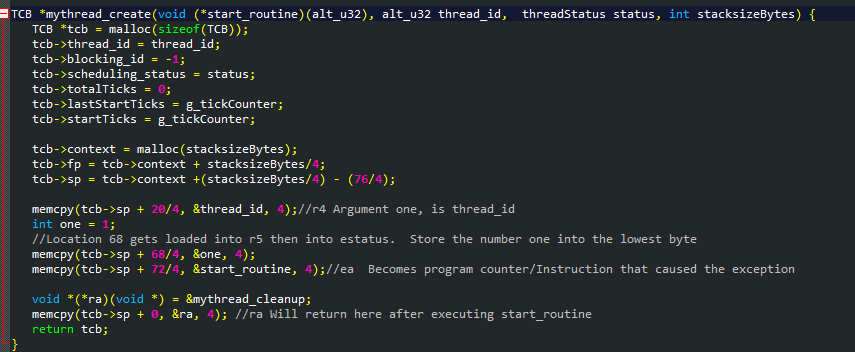 TCB *mythread_create(void (*start_routine)(alt_u32), alt_u32 thread_id,  threadStatus status, int stacksizeBytes) {
   TCB *tcb = malloc(sizeof(TCB));
   tcb->thread_id = thread_id;
   tcb->blocking_id = -1;
   tcb->scheduling_status = status;
   tcb->totalTicks = 0;
   tcb->lastStartTicks = g_tickCounter;
   tcb->startTicks = g_tickCounter;

   tcb->context = malloc(stacksizeBytes);
   tcb->fp = tcb->context + stacksizeBytes/4;
   tcb->sp = tcb->context +(stacksizeBytes/4) - (76/4);

   memcpy(tcb->sp + 20/4, &thread_id, 4);//r4 Argument one, is thread_id
   int one = 1;
   //Location 68 gets loaded into r5 then into estatus.  Store the number one into the lowest byte
   memcpy(tcb->sp + 68/4, &one, 4);
   memcpy(tcb->sp + 72/4, &start_routine, 4);//ea  Becomes program counter/Instruction that caused the exception

   void *(*ra)(void *) = &mythread_cleanup;
   memcpy(tcb->sp + 0, &ra, 4); //ra Will return here after executing start_routine
   return tcb;
}